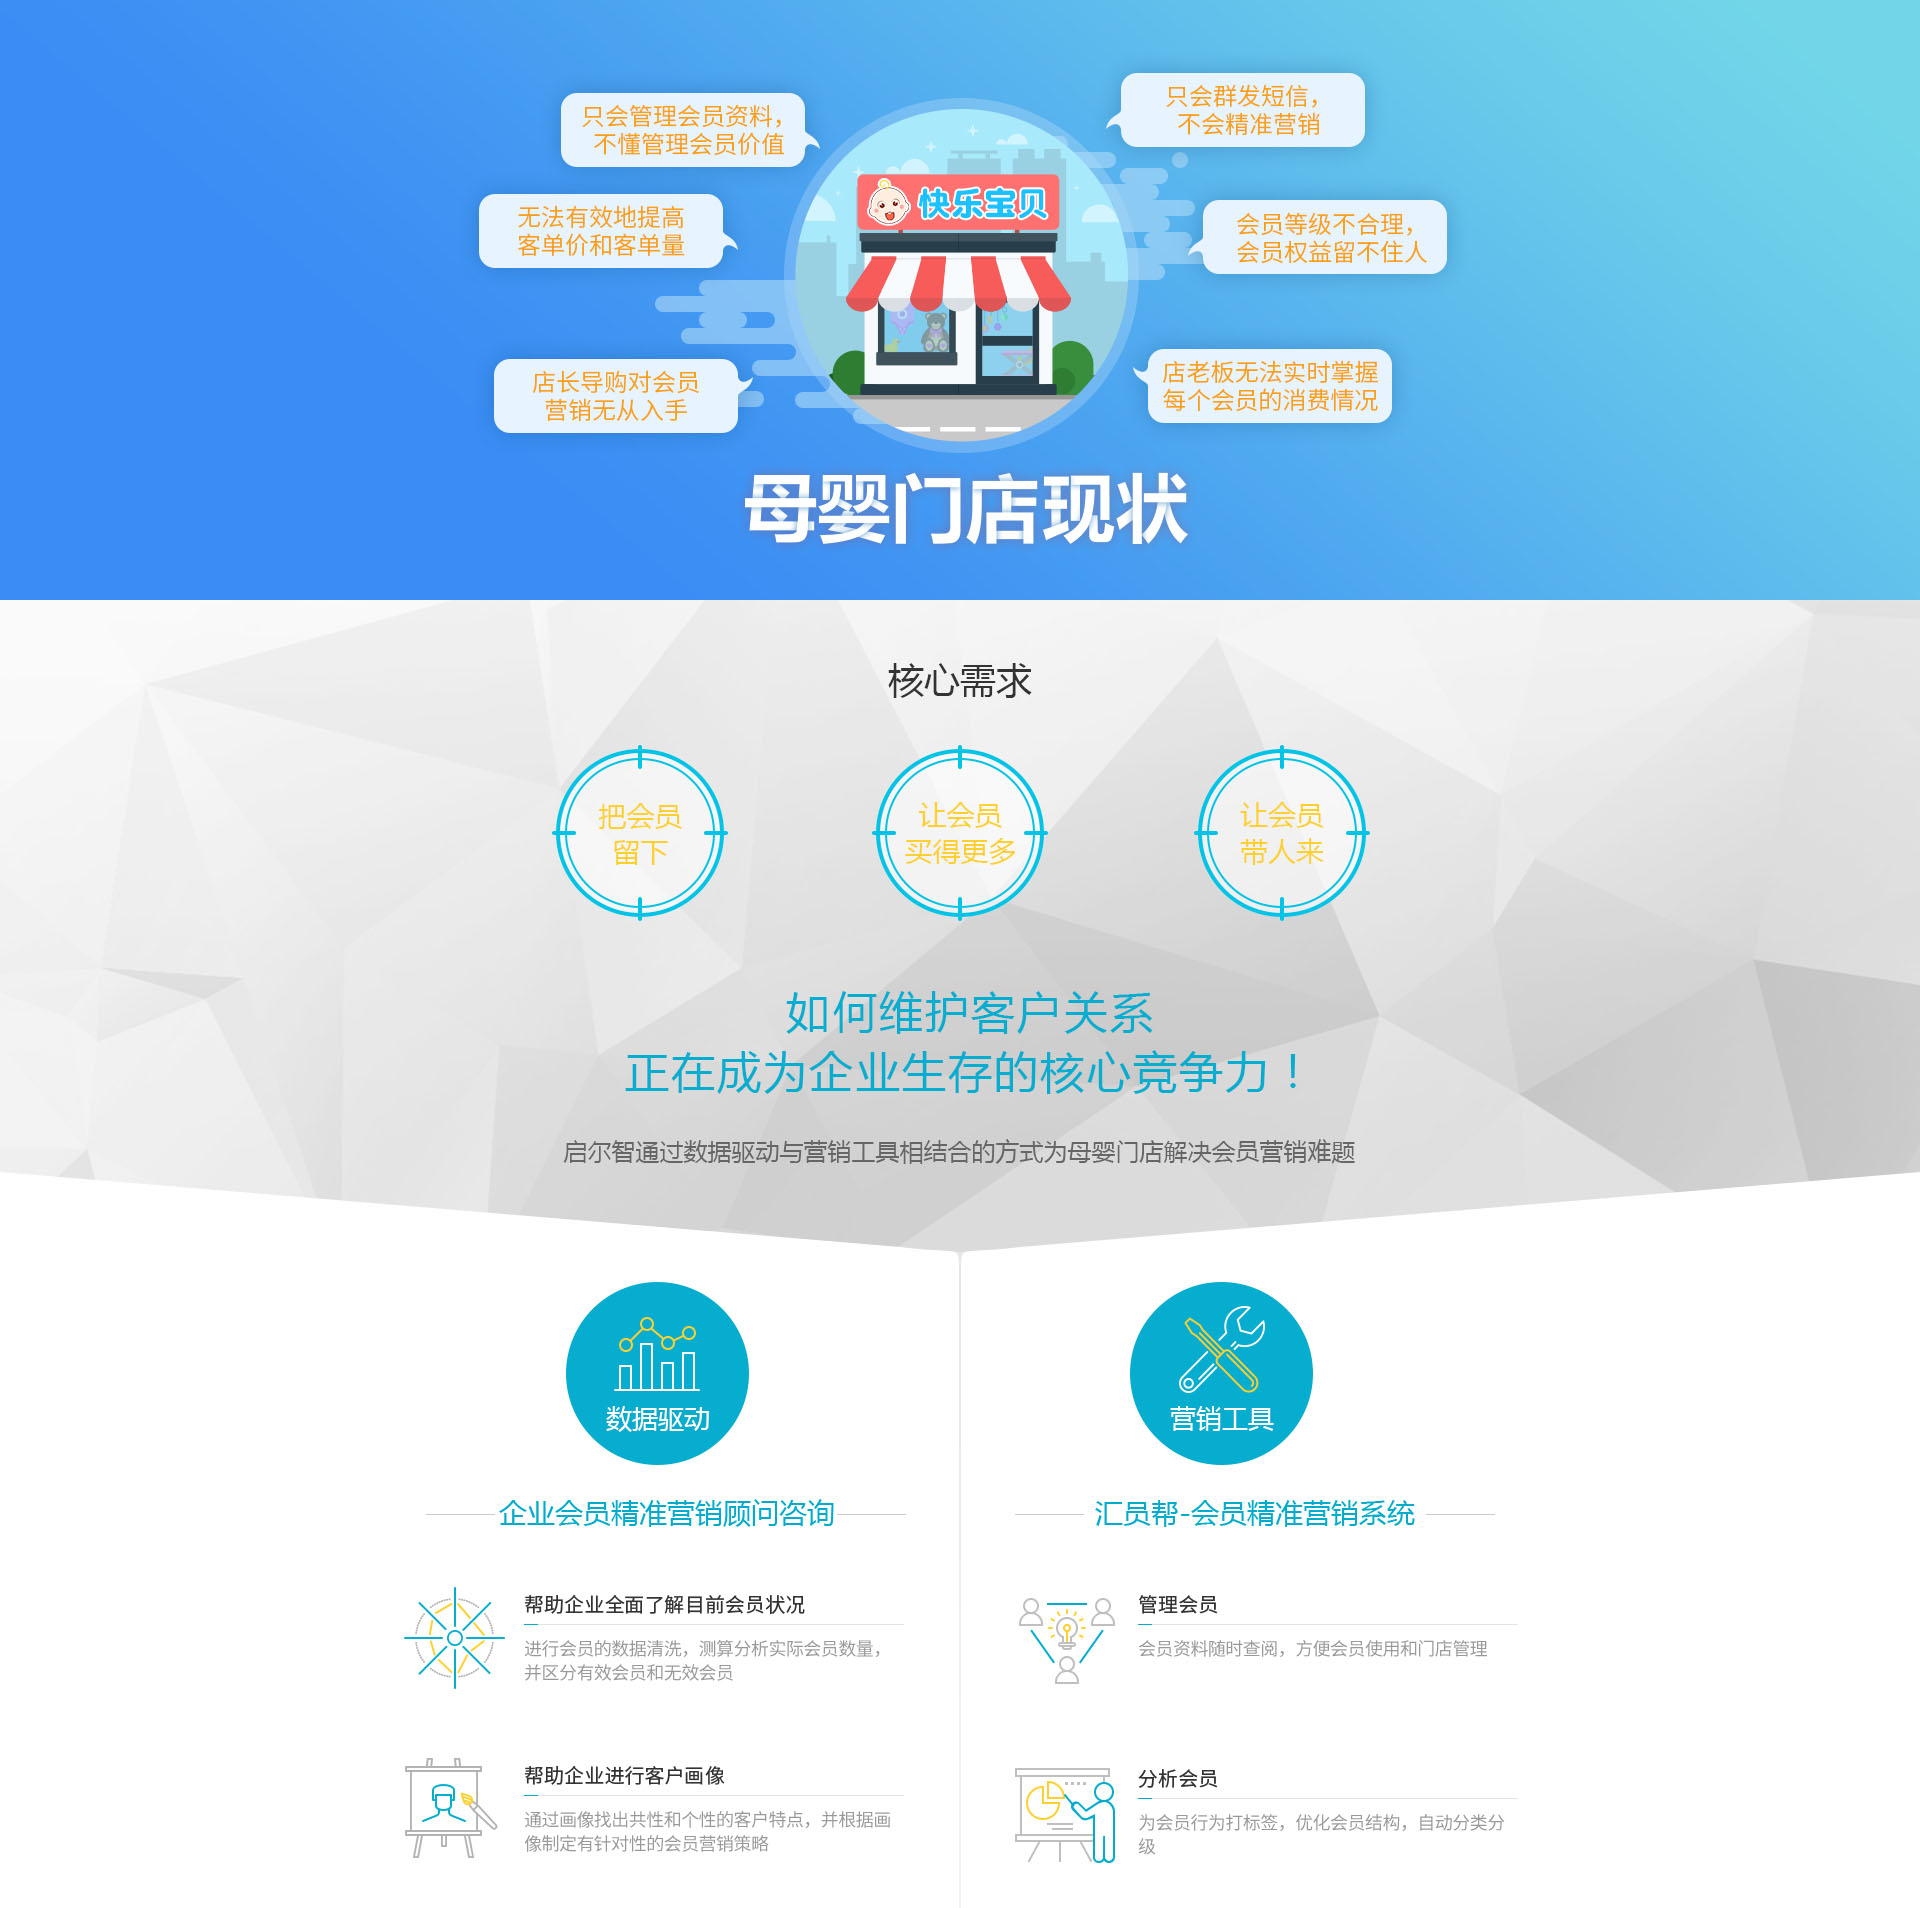 只会管理会员资料，
不懂管理会员价值
只会群发短信，
不会精准营销
无法有效地提高
客单价和客单量
会员等级不合理，
会员权益留不住人
店长导购对会员
营销无从入手
店老板无法实时掌握
每个会员的消费情况
快乐宝贝
母婴门店现状
核心需求
把会员
留下
让会员
买得更多
让会员
带人来
如何维护客户关系
正在成为企业生存的核心竞争力！
启尔智通过数据驱动与营销工具相结合的方式为母婴门店解决会员营销难题
数据驱动
企业会员精准营销顾问咨询
帮助企业全面了解目前会员状况
进行会员的数据清洗，测算分析实际会员数量，
并区分有效会员和无效会员
帮助企业进行客户画像
通过画像找出共性和个性的客户特点，并根据画
像制定有针对性的会员营销策略
营销工具
汇员帮-会员精准营销系统
管理会员
会员资料随时查阅，方便会员使用和门店管理
分析会员
为会员行为打标签，优化会员结构，自动分类分
级